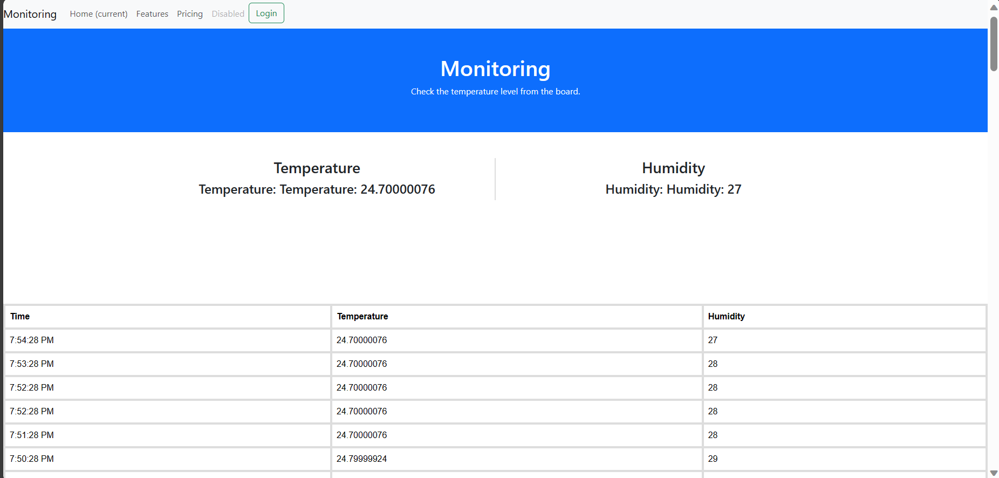 Monitoring Home (current) Features Pricing Disabled Login
Monitoring
Check the temperature level from the board.
Temperature
Temperature: Temperature: 24.70000076
Humidity
Humidity: Humidity: 27
Time Temperature Humidity
7:54:28 PM 24.70000076 27
7:53:28 PM 24.70000076 28
7:52:28 PM 24.70000076 28
7:52:28 PM 24.70000076 28
7:51:28 PM 24.70000076 28
7:50:28 PM 24.79999924 29